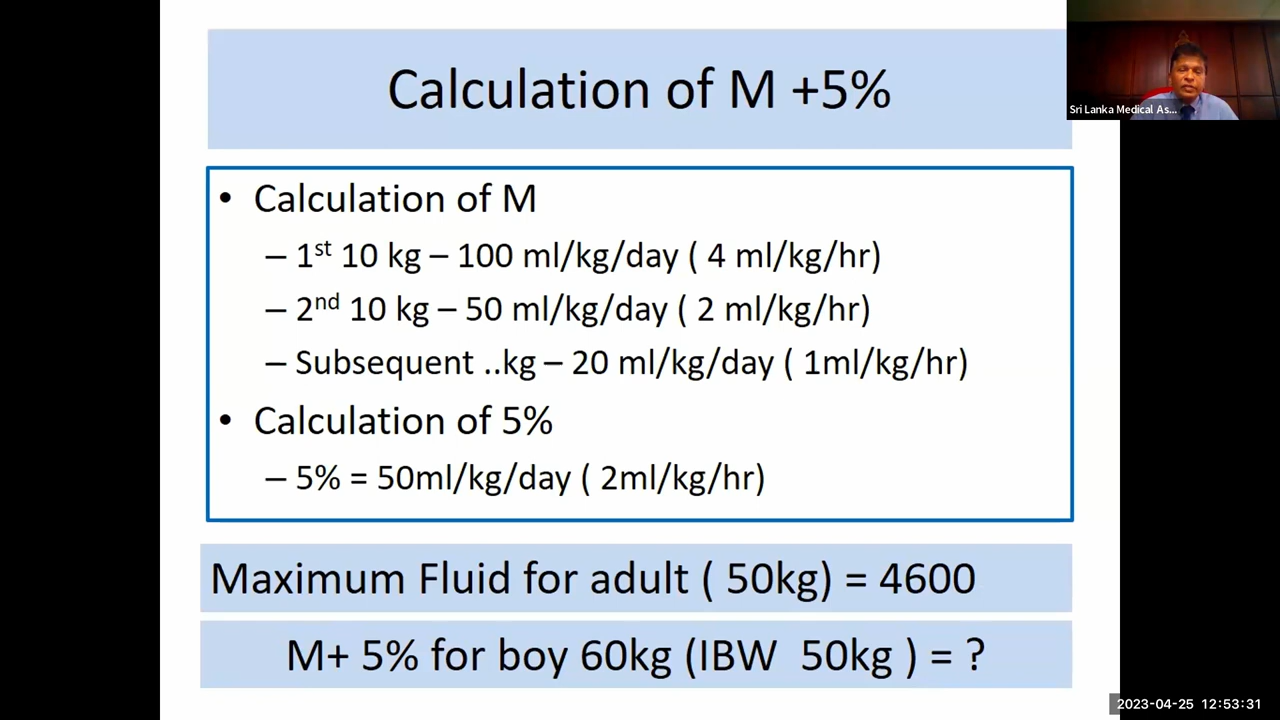 Calculation of M +5%
Sri Lanka Medical As...
• Calculation of M
– 1st 10 kg – 100 ml/kg/day ( 4 ml/kg/hr)
– 2nd 10 kg – 50 ml/kg/day ( 2 ml/kg/hr)
– Subsequent ..kg – 20 ml/kg/day ( 1ml/kg/hr)
• Calculation of 5%
– 5% = 50ml/kg/day ( 2ml/kg/hr)
Maximum Fluid for adult ( 50kg) = 4600
M+ 5% for boy 60kg (IBW 50kg ) = ?
2023-04-25 12:53:31